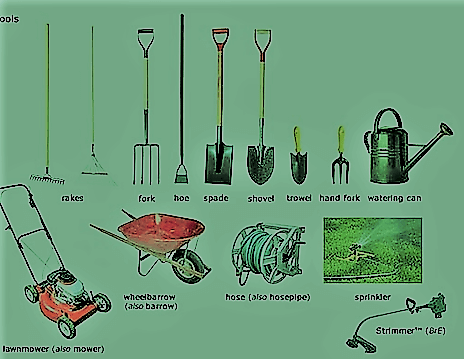 ools
rakes
fork
hoe
spade
shovel
trowel
hand fork
watering can
wheelbarrow
(also barrow)
hose (also hosepipe)
sprinkler
Strimmer™ (BrE)
lawnmower (also mower)